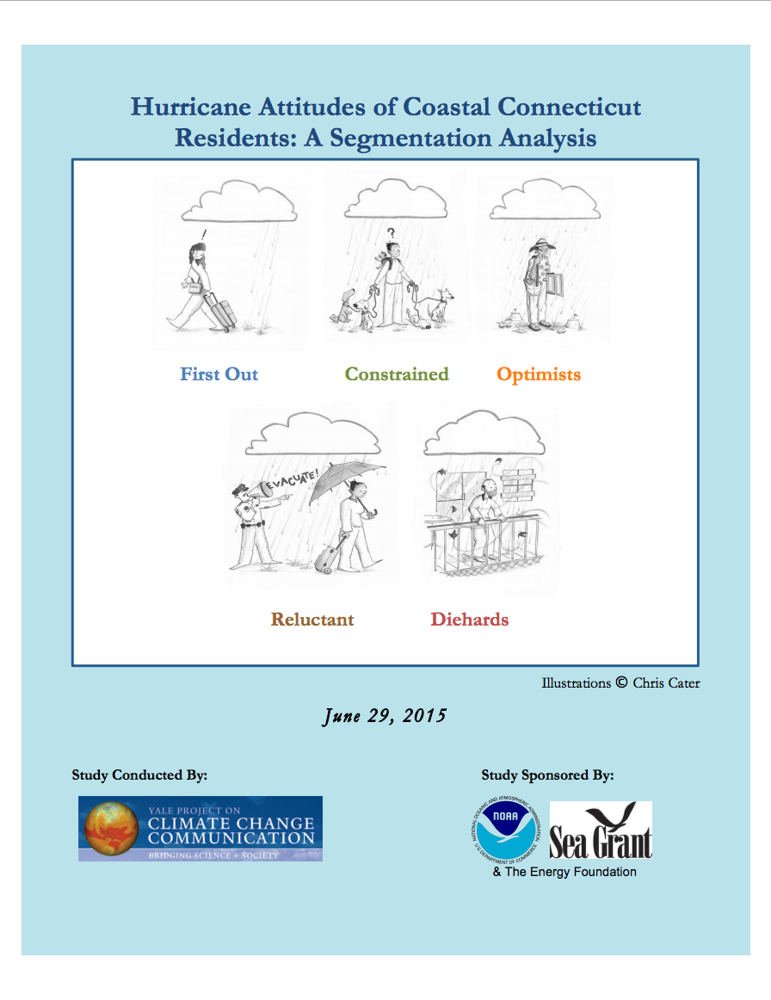 Hurricane Attitudes of Coastal Connecticut
Residents: A Segmentation Analysis
!
?
First Out
Constrained
Optimists
EVACUATE!
Reluctant
Diehards
Illustrations © Chris Cater
June 29, 2015
Study Conducted By:
Study Sponsored By:
YALE PROJECT ON
CLIMATE CHANGE
COMMUNICATION
BRIDGING SCIENCE + SOCIETY
NATIONAL OCEANIC AND ATMOSPHERIC ADMINISTRATION
NOAA
U.S. DEPARTMENT OF COMMERCE
Sea Grant
& The Energy Foundation